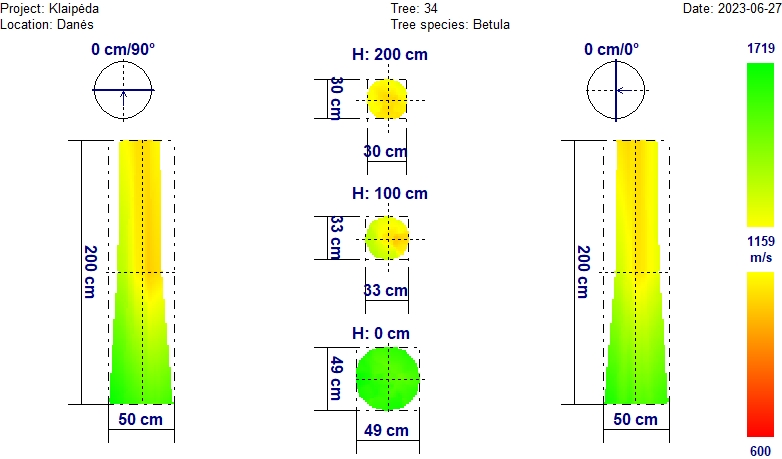 Project: Klaipėda
Tree: 34
Date: 2023-06-27
Location: Danės
Tree species: Betula
0 cm/90°
H: 200 cm
0 cm/0°
1719
30 cm
30 cm
H: 100 cm
33 cm
33 cm
200 cm
200 cm
1159
m/s
H: 0 cm
49 cm
50 cm
49 cm
50 cm
600